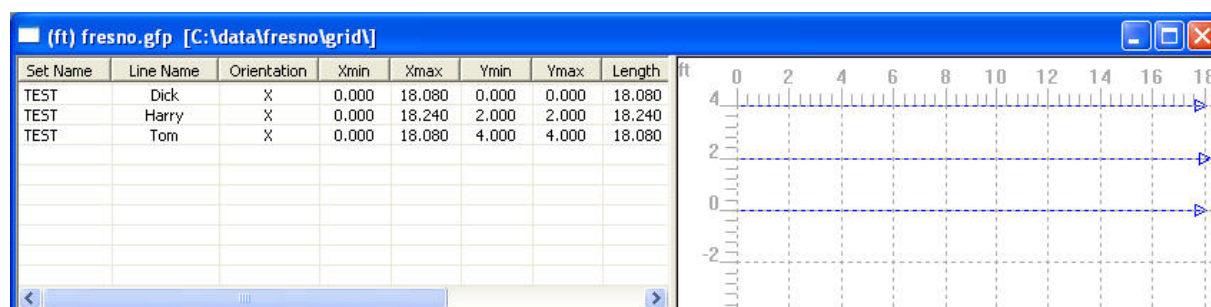 (ft) fresno.gfp [C:\data\fresno\grid\]
Set Name Line Name Orientation Xmin Xmax Ymin Ymax Length
TEST Dick X 0.000 18.080 0.000 0.000 18.080
TEST Harry X 0.000 18.240 2.000 2.000 18.240
TEST Tom X 0.000 18.080 4.000 4.000 18.080
ft 0 2 4 6 8 10 12 14 16 18
4
2
0
-2